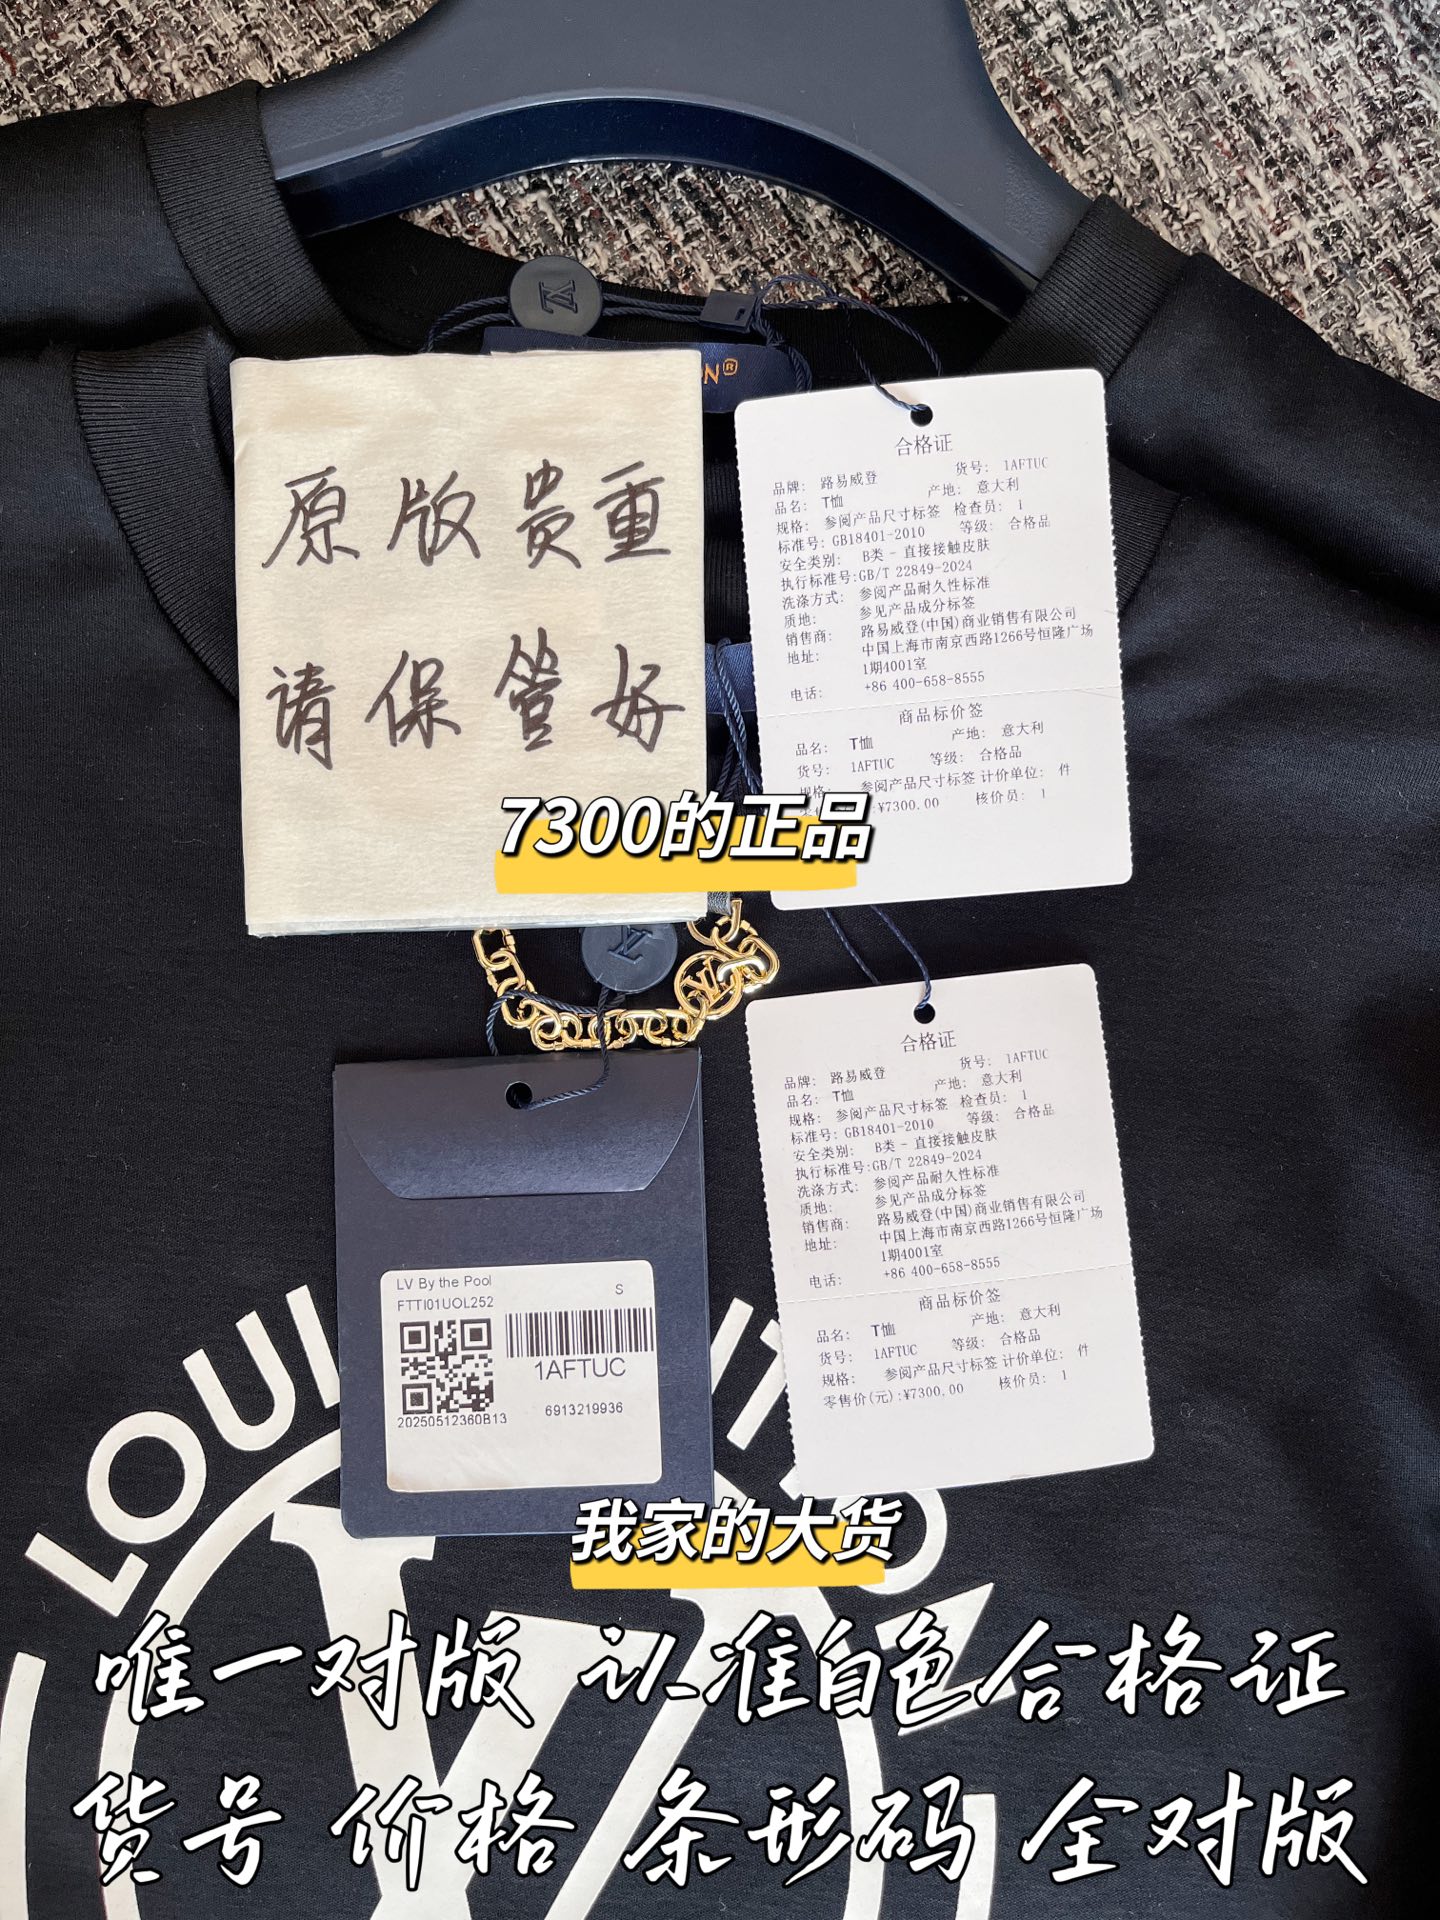 ON®
原版贵重
请保管好
合格证
品牌: 路易威登 货号: 1AFTUC
品名: T恤 产地: 意大利
规格: 参阅产品尺寸标签 检查员: 1
标准号: GB18401-2010 等级: 合格品
安全类别: B类 - 直接接触皮肤
执行标准号:GB/T 22849-2024
洗涤方式: 参阅产品耐久性标准
质地: 参见产品成分标签
销售商: 路易威登(中国)商业销售有限公司
地址: 中国上海市南京西路1266号恒隆广场
1期4001室
电话: +86 400-658-8555
商品标价签
品名: T恤 产地: 意大利
货号: 1AFTUC 等级: 合格品
规格: 参阅产品尺寸标签 计价单位: 件
:¥7300.00 核价员: 1
7300的正品
合格证
品牌: 路易威登 货号: 1AFTUC
品名: T恤 产地: 意大利
规格: 参阅产品尺寸标签 检查员: 1
标准号: GB18401-2010 等级: 合格品
安全类别: B类 - 直接接触皮肤
执行标准号:GB/T 22849-2024
洗涤方式: 参阅产品耐久性标准
质地: 参见产品成分标签
销售商: 路易威登(中国)商业销售有限公司
地址: 中国上海市南京西路1266号恒隆广场
1期4001室
电话: +86 400-658-8555
商品标价签
品名: T恤 产地: 意大利
货号: 1AFTUC 等级: 合格品
规格: 参阅产品尺寸标签 计价单位: 件
零售价(元):¥7300.00 核价员: 1
LV By the Pool
FTTI01UOL252 S
1AFTUC
20250512360B13 6913219936
LOUI
我家的大货
唯一对版 认准白色合格证
货号 价格 条形码 全对版